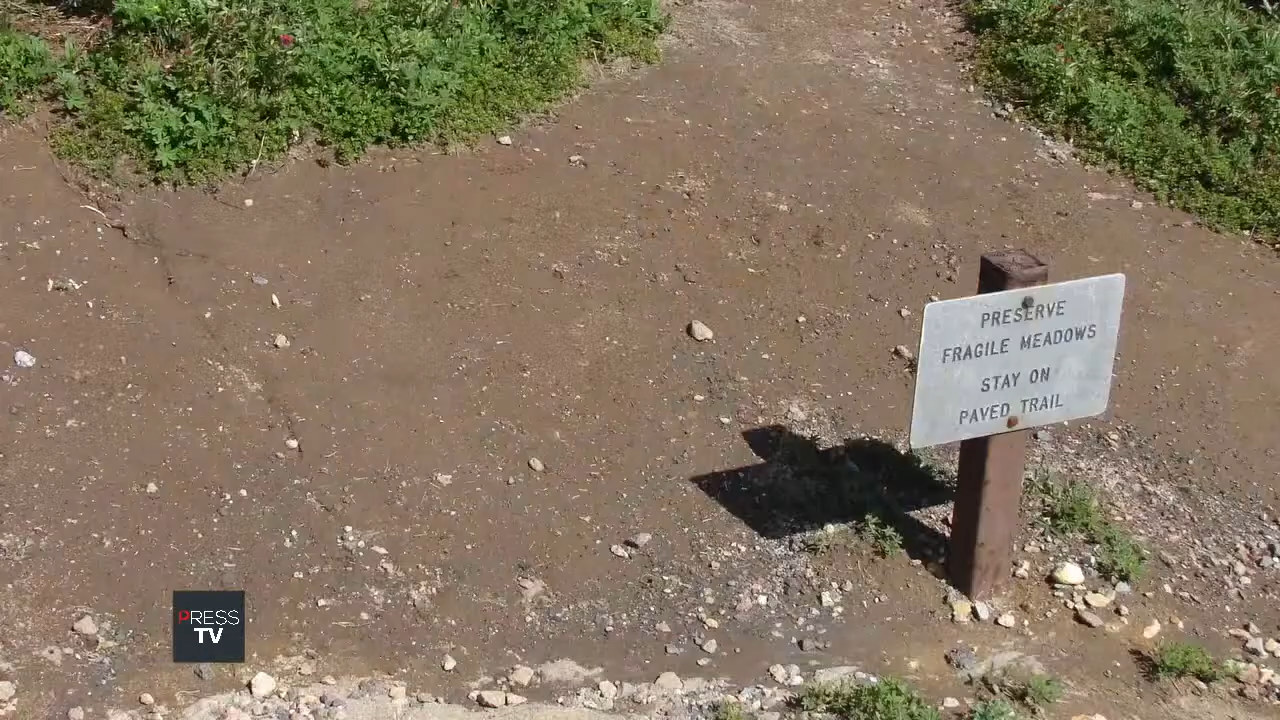 PRESERVE
FRAGILE MEADOWS
STAY ON
PAVED TRAIL
PRESS
TV